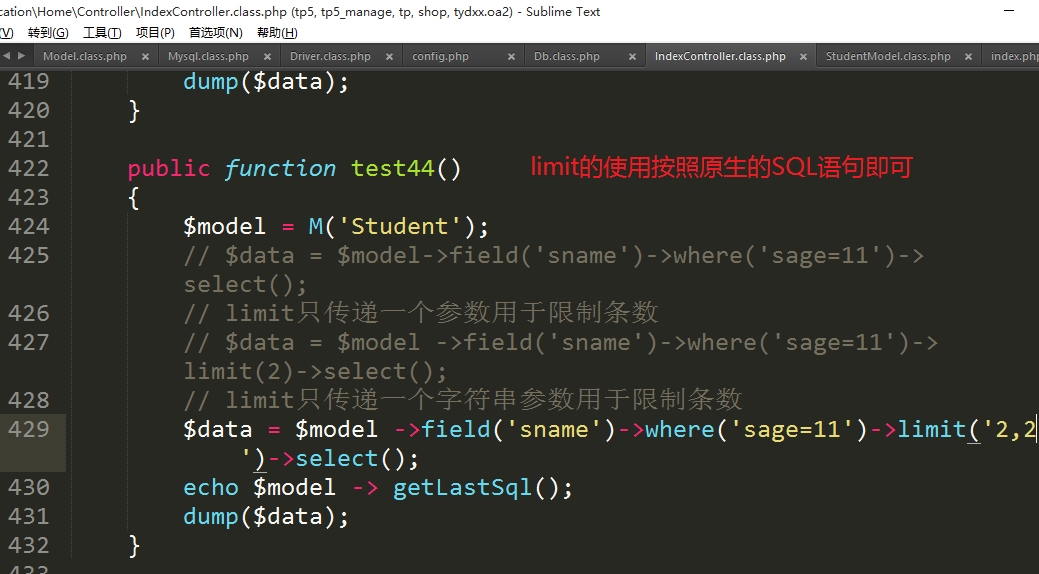 cation\Home\Controller\IndexController.class.php (tp5, tp5_manage, tp, shop, tydxx.oa2) - Sublime Text
(V) 转到(G) 工具(T) 项目(P) 首选项(N) 帮助(H)
Model.class.php × Mysql.class.php × Driver.class.php × config.php × Db.class.php × IndexController.class.php × StudentModel.class.php × index.php
419 dump($data);
420 }
421
422 public function test44() limit的使用按照原生的SQL语句即可
423 {
424 $model = M('Student');
425 // $data = $model->field('sname')->where('sage=11')->
select();
426 // limit只传递一个参数用于限制条数
427 // $data = $model ->field('sname')->where('sage=11')->
limit(2)->select();
428 // limit只传递一个字符串参数用于限制条数
429 $data = $model ->field('sname')->where('sage=11')->limit('2,2
')->select();
430 echo $model -> getLastSql();
431 dump($data);
432 }
433